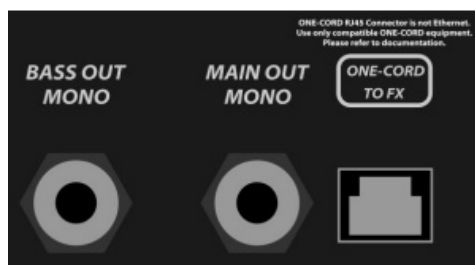 ONE-CORD RJ45 Connector is not Ethernet.
Use only compatible ONE-CORD equipment.
Please refer to documentation.
BASS OUT
MONO
MAIN OUT
MONO
ONE-CORD
TO FX